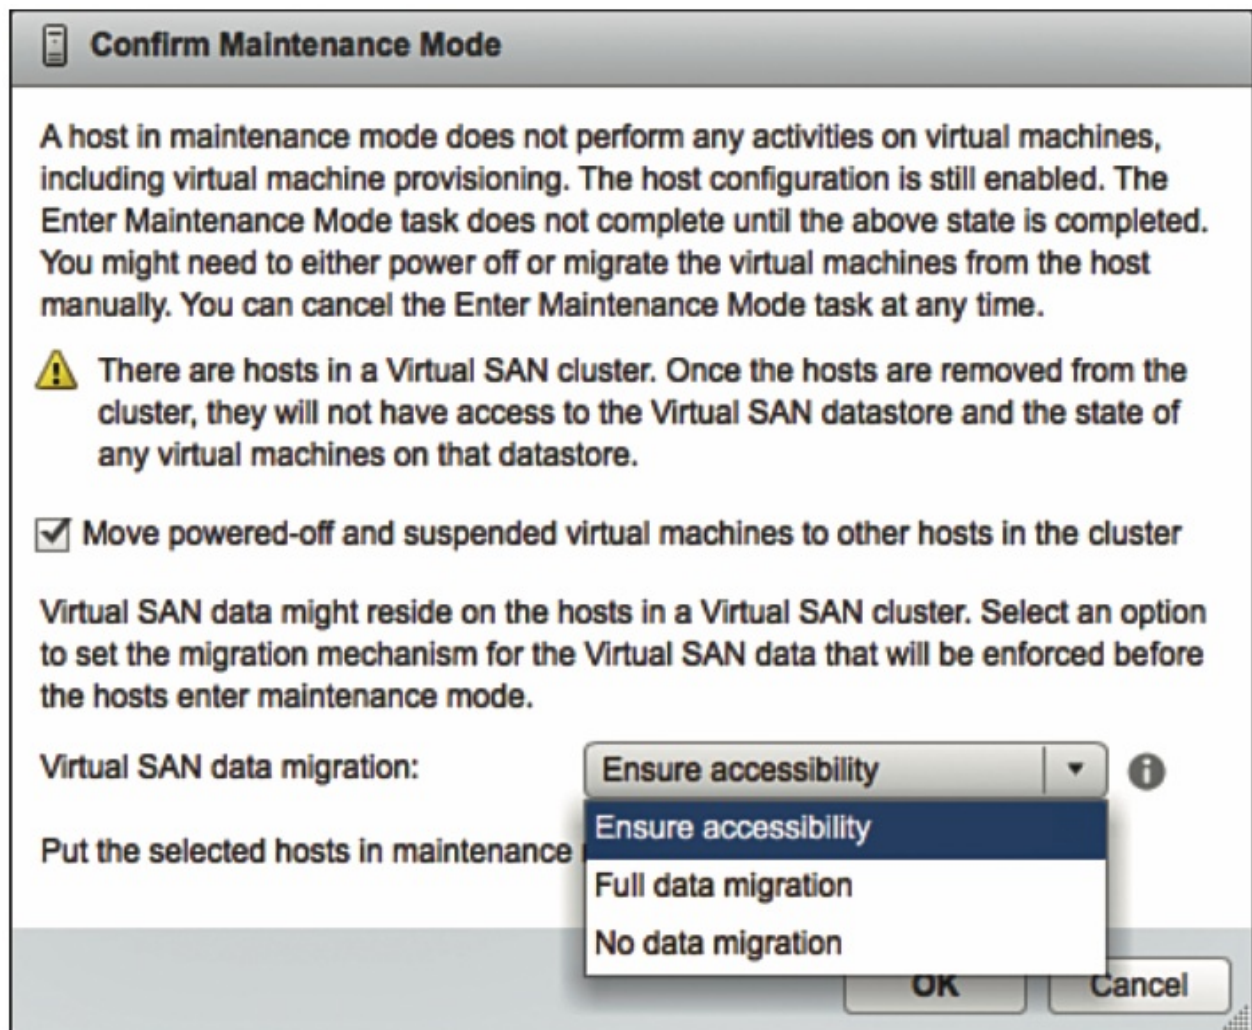 Confirm Maintenance Mode
A host in maintenance mode does not perform any activities on virtual machines,
including virtual machine provisioning. The host configuration is still enabled. The
Enter Maintenance Mode task does not complete until the above state is completed.
You might need to either power off or migrate the virtual machines from the host
manually. You can cancel the Enter Maintenance Mode task at any time.
There are hosts in a Virtual SAN cluster. Once the hosts are removed from the
cluster, they will not have access to the Virtual SAN datastore and the state of
any virtual machines on that datastore.
Move powered-off and suspended virtual machines to other hosts in the cluster
Virtual SAN data might reside on the hosts in a Virtual SAN cluster. Select an option
to set the migration mechanism for the Virtual SAN data that will be enforced before
the hosts enter maintenance mode.
Virtual SAN data migration: Ensure accessibility
Ensure accessibility
Put the selected hosts in maintenance
Full data migration
No data migration
OK Cancel